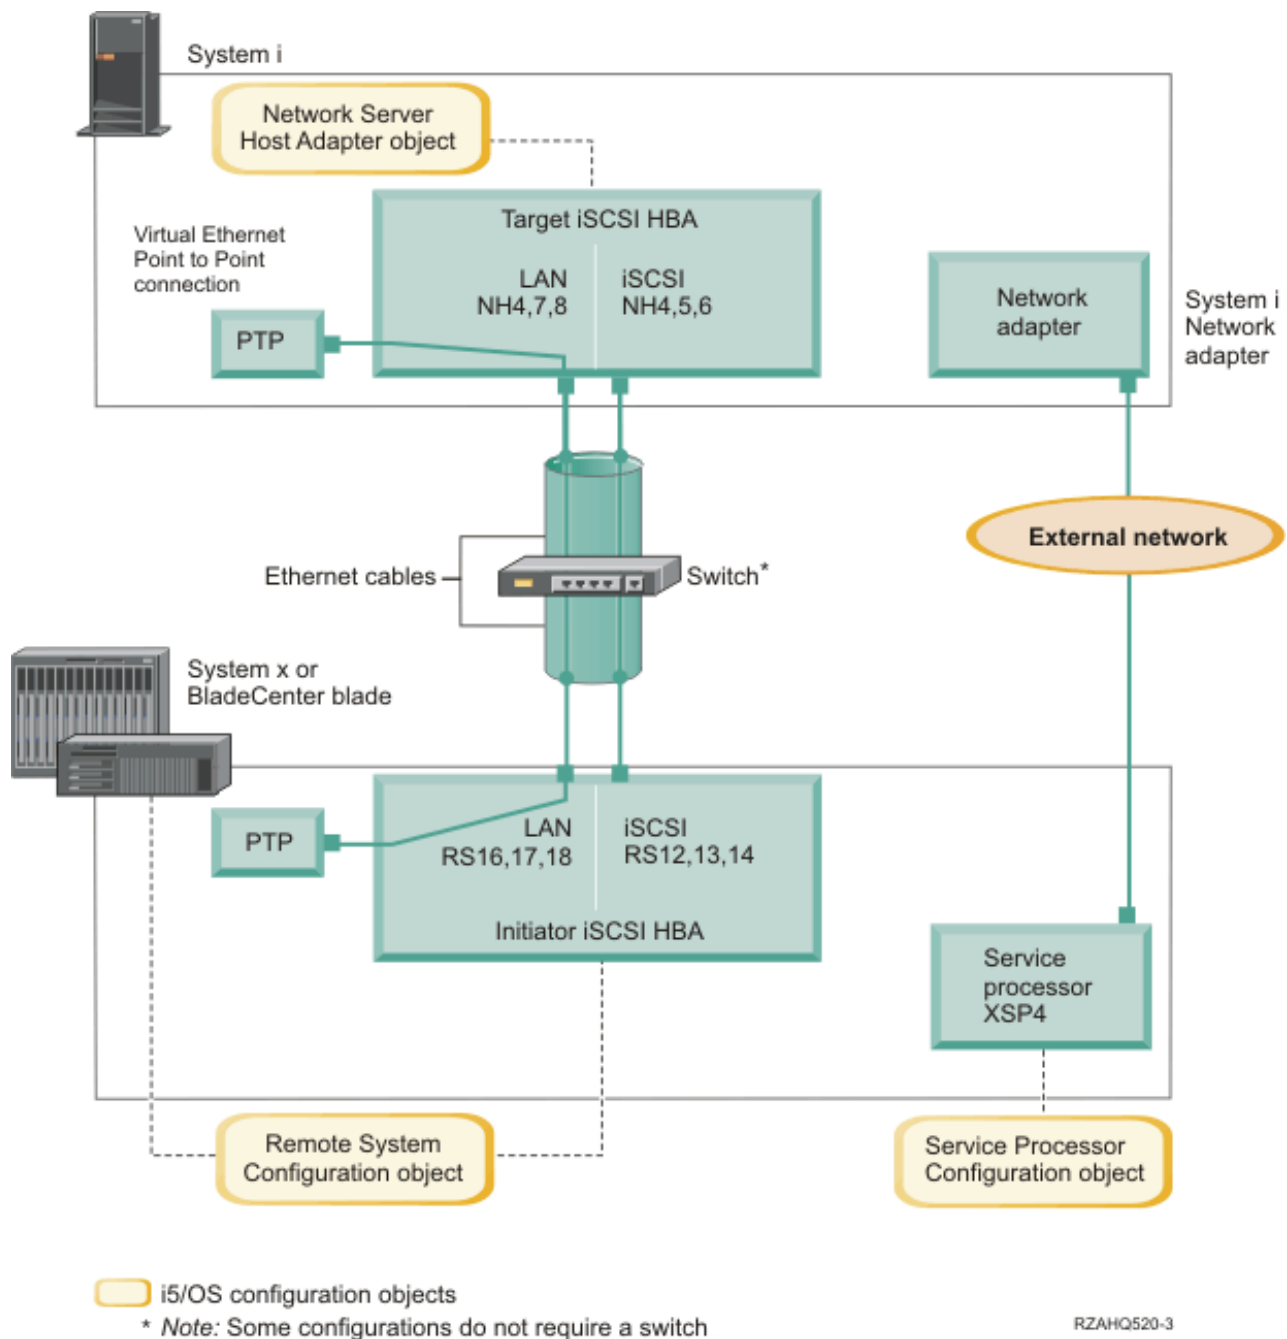 System i
Network Server
Host Adapter object
Target iSCSI HBA
Virtual Ethernet
Point to Point
connection
LAN
NH4,7,8
iSCSI
NH4,5,6
PTP
Network
adapter
System i
Network
adapter
External network
Ethernet cables
Switch*
System x or
BladeCenter blade
PTP
LAN
RS16,17,18
iSCSI
RS12,13,14
Initiator iSCSI HBA
Service
processor
XSP4
Remote System
Configuration object
Service Processor
Configuration object
i5/OS configuration objects
* Note: Some configurations do not require a switch
RZAHQ520-3